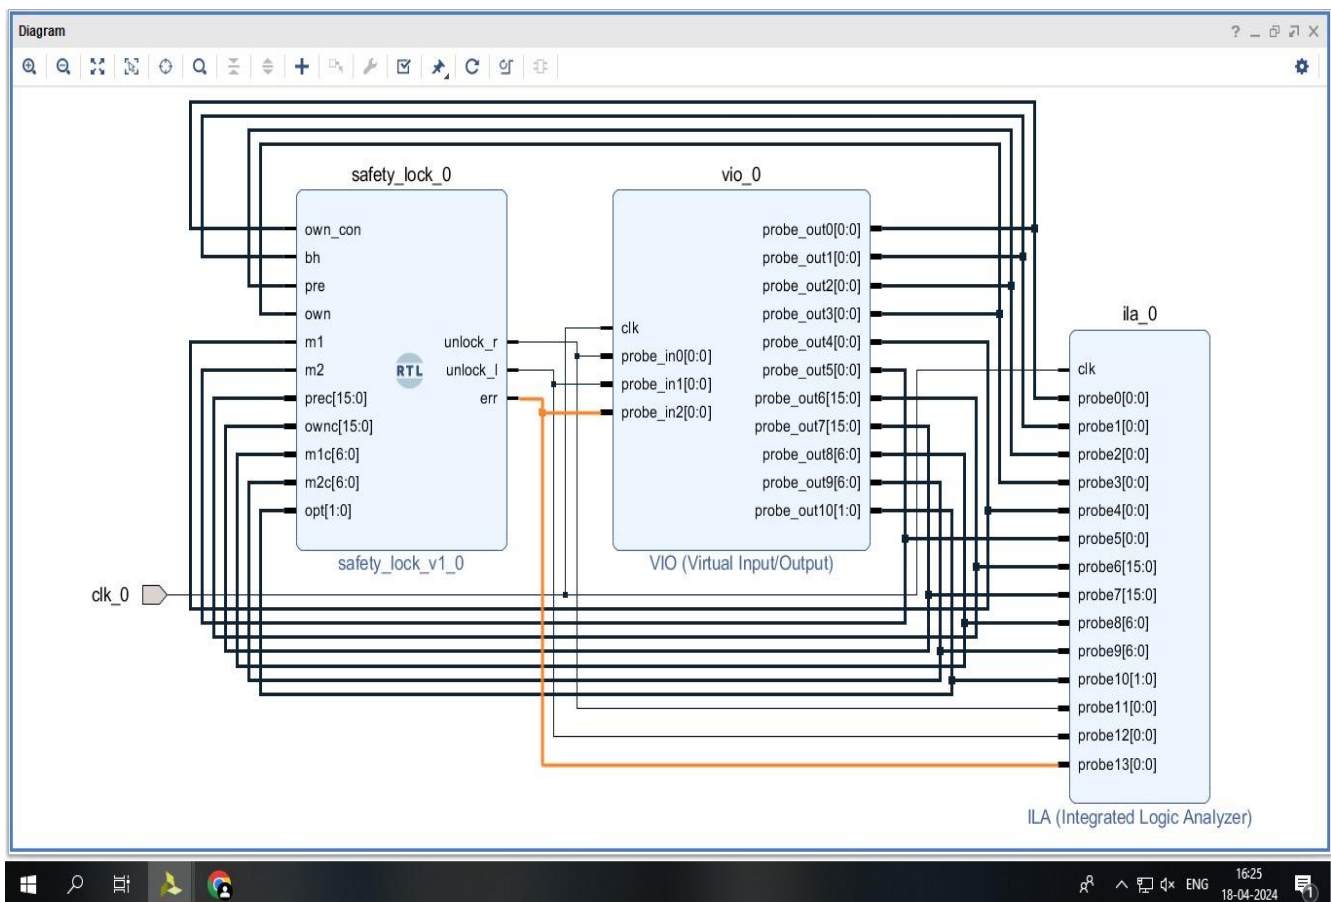 Diagram
safety_lock_0
own_con
bh
pre
own
m1
m2
prec[15:0]
ownc[15:0]
m1c[6:0]
m2c[6:0]
opt[1:0]
RTL
unlock_r
unlock_l
err
safety_lock_v1_0
clk_0
vio_0
clk
probe_in0[0:0]
probe_in1[0:0]
probe_in2[0:0]
probe_out0[0:0]
probe_out1[0:0]
probe_out2[0:0]
probe_out3[0:0]
probe_out4[0:0]
probe_out5[0:0]
probe_out6[15:0]
probe_out7[15:0]
probe_out8[6:0]
probe_out9[6:0]
probe_out10[1:0]
VIO (Virtual Input/Output)
ila_0
clk
probe0[0:0]
probe1[0:0]
probe2[0:0]
probe3[0:0]
probe4[0:0]
probe5[0:0]
probe6[15:0]
probe7[15:0]
probe8[6:0]
probe9[6:0]
probe10[1:0]
probe11[0:0]
probe12[0:0]
probe13[0:0]
ILA (Integrated Logic Analyzer)
ENG
16:25
18-04-2024
1